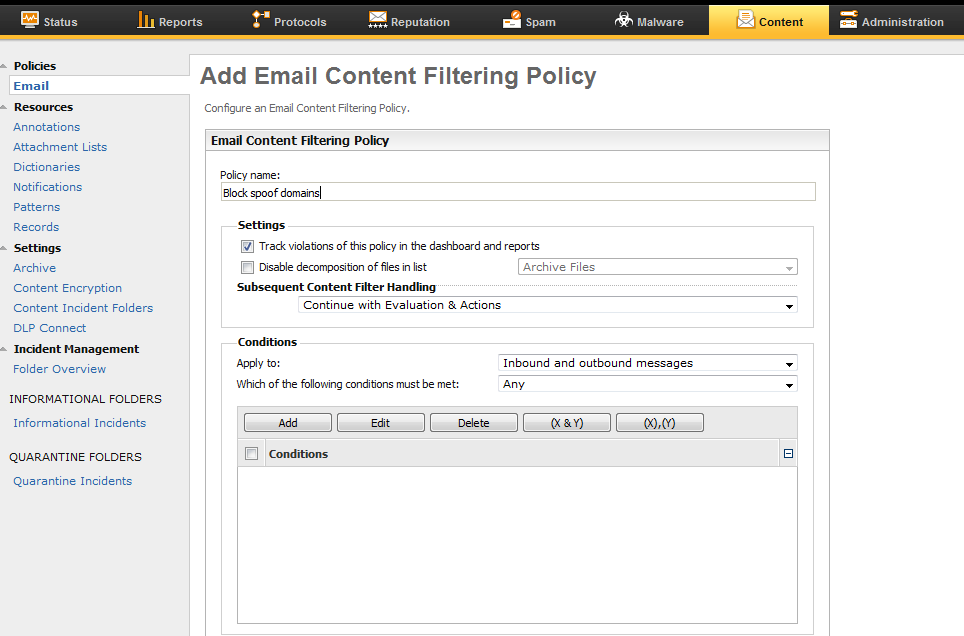 Status Reports Protocols Reputation Spam Malware Content Administration
Policies
Email
Resources
Annotations
Attachment Lists
Dictionaries
Notifications
Patterns
Records
Settings
Archive
Content Encryption
Content Incident Folders
DLP Connect
Incident Management
Folder Overview
INFORMATIONAL FOLDERS
Informational Incidents
QUARANTINE FOLDERS
Quarantine Incidents
Add Email Content Filtering Policy
Configure an Email Content Filtering Policy.
Email Content Filtering Policy
Policy name:
Block spoof domains
Settings
Track violations of this policy in the dashboard and reports
Disable decomposition of files in list Archive Files
Subsequent Content Filter Handling
Continue with Evaluation & Actions
Conditions
Apply to: Inbound and outbound messages
Which of the following conditions must be met: Any
Add Edit Delete (X & Y) (X),(Y)
Conditions